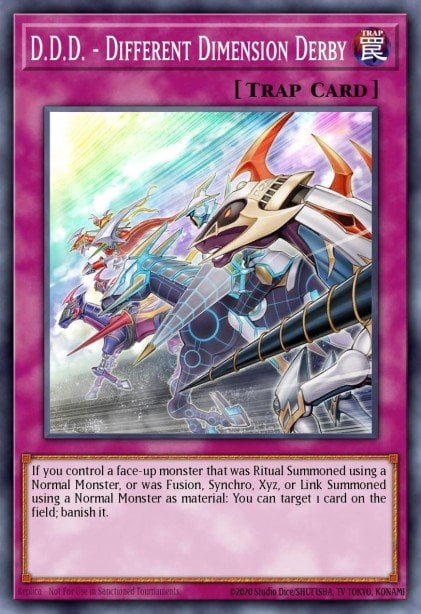 D.D.D. - Different Dimension Derby
TRAP
罠
[Trap Card]
If you control a face-up monster that was Ritual Summoned using a
Normal Monster, or was Fusion, Synchro, Xyz, or Link Summoned
using a Normal Monster as material: You can target 1 card on the
field; banish it.
Replica - Not For Use in Sanctioned Tournaments
©2020 Studio Dice/SHUEISHA, TV TOKYO, KONAMI